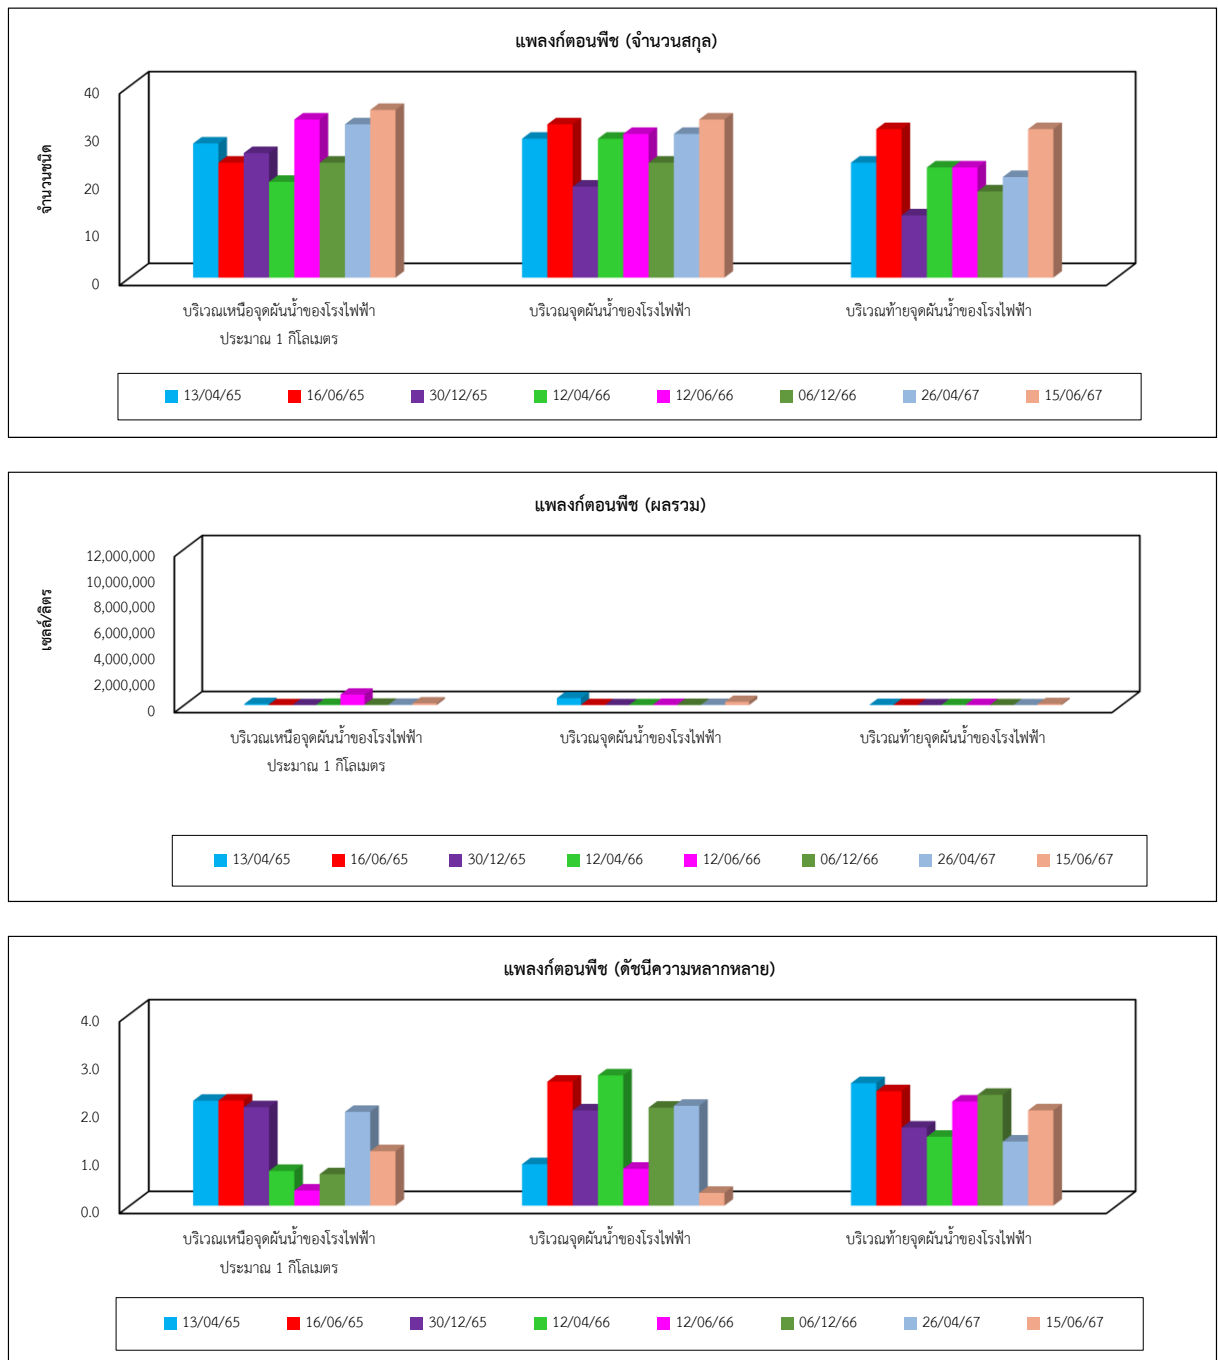 แพลงก์ตอนพืช (จำนวนสกุล)
จำนวนชนิด
40
30
20
10
0
บริเวณเหนือจุดผันน้ำของโรงไฟฟ้า
ประมาณ 1 กิโลเมตร
บริเวณจุดผันน้ำของโรงไฟฟ้า
บริเวณท้ายจุดผันน้ำของโรงไฟฟ้า
13/04/65 16/06/65 30/12/65 12/04/66 12/06/66 06/12/66 26/04/67 15/06/67
แพลงก์ตอนพืช (ผลรวม)
เซลล์/ลิตร
12,000,000
10,000,000
8,000,000
6,000,000
4,000,000
2,000,000
0
บริเวณเหนือจุดผันน้ำของโรงไฟฟ้า
ประมาณ 1 กิโลเมตร
บริเวณจุดผันน้ำของโรงไฟฟ้า
บริเวณท้ายจุดผันน้ำของโรงไฟฟ้า
13/04/65 16/06/65 30/12/65 12/04/66 12/06/66 06/12/66 26/04/67 15/06/67
แพลงก์ตอนพืช (ดัชนีความหลากหลาย)
4.0
3.0
2.0
1.0
0.0
บริเวณเหนือจุดผันน้ำของโรงไฟฟ้า
ประมาณ 1 กิโลเมตร
บริเวณจุดผันน้ำของโรงไฟฟ้า
บริเวณท้ายจุดผันน้ำของโรงไฟฟ้า
13/04/65 16/06/65 30/12/65 12/04/66 12/06/66 06/12/66 26/04/67 15/06/67